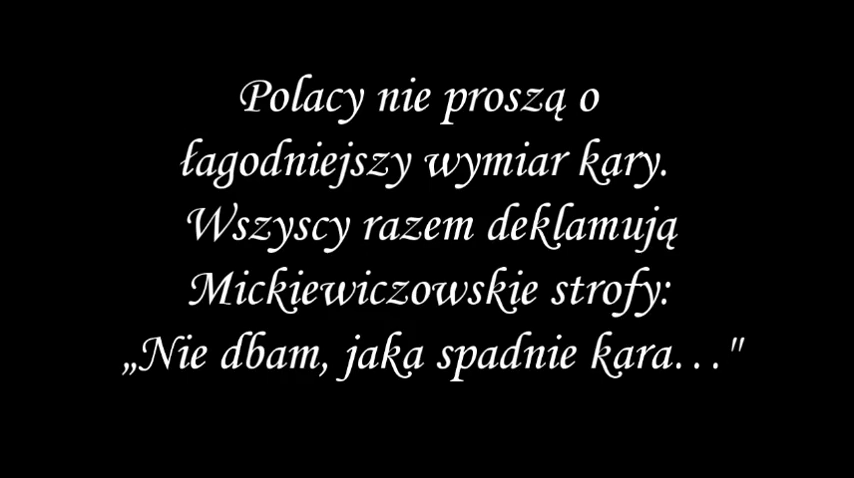 Polacy nie proszą o
łagodniejszy wymiar kary.
Wszyscy razem deklamują
Mickiewiczowskie strofy:
„Nie dbam, jaka spadnie kara..."